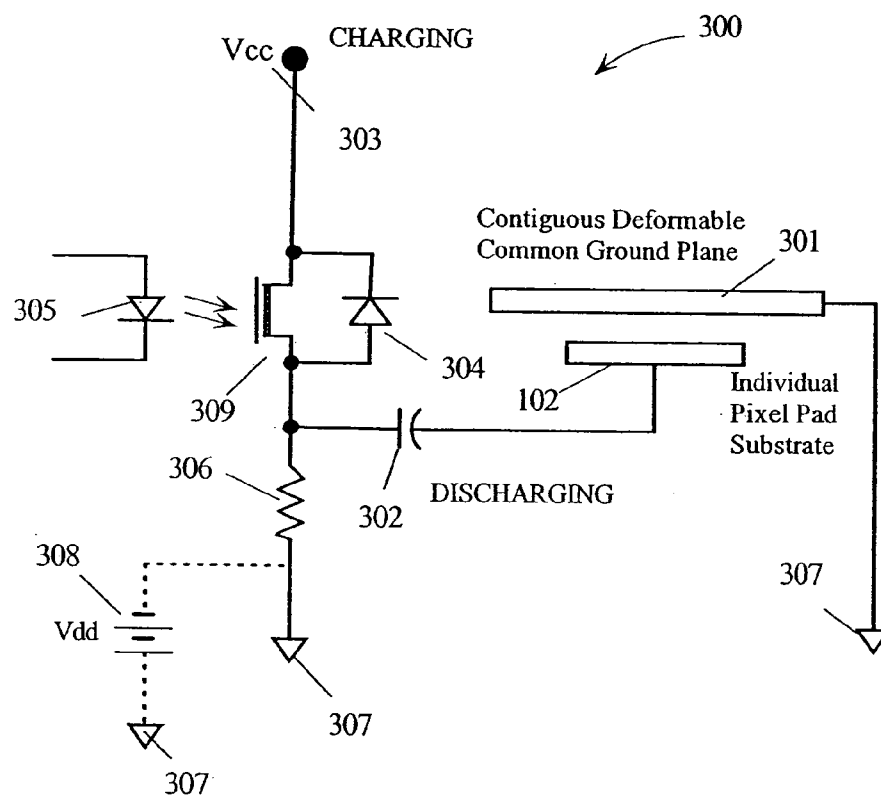 Vcc
CHARGING
300
303
Contiguous Deformable
Common Ground Plane
301
305
304
309
102
Individual
Pixel Pad
Substrate
306
302
DISCHARGING
308
Vdd
307
307
307